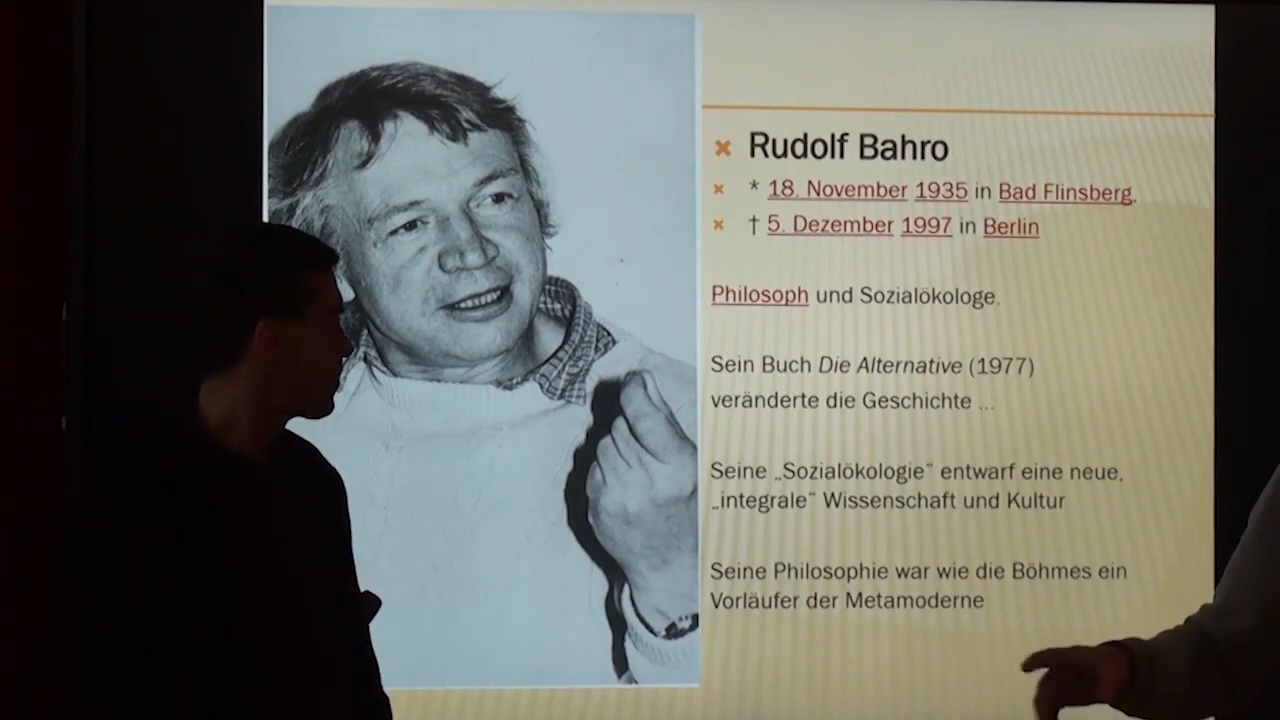 Rudolf Bahro
* 18. November 1935 in Bad Flinsberg,
† 5. Dezember 1997 in Berlin
Philosoph und Sozialökologe.
Sein Buch Die Alternative (1977)
veränderte die Geschichte ...
Seine „Sozialökologie“ entwarf eine neue,
„integrale“ Wissenschaft und Kultur
Seine Philosophie war wie die Böhmes ein
Vorläufer der Metamoderne